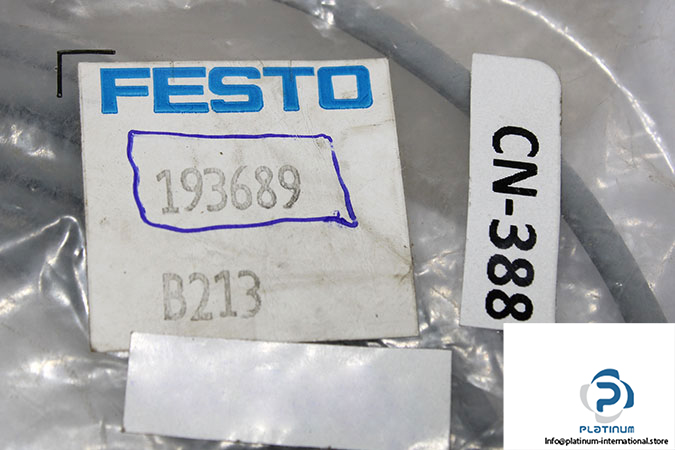 FESTO
193689
B213
CN-388
PLATINUM
Info@platinum-international.store